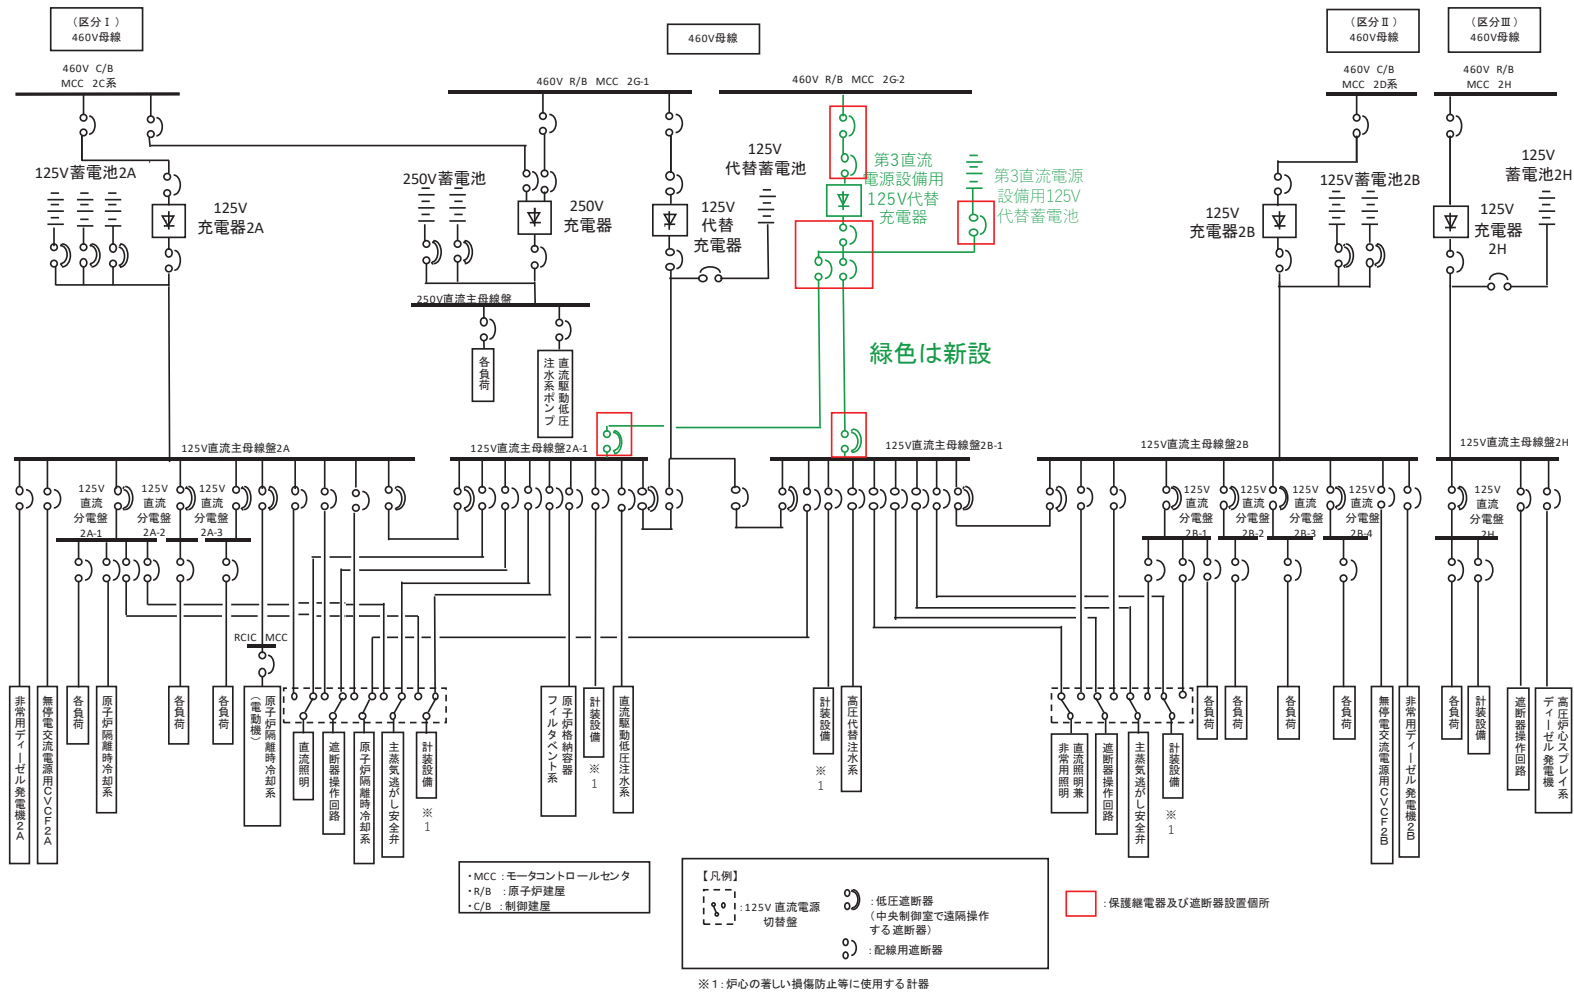 （区分Ⅰ）
460V母線
460V母線
（区分Ⅱ）
460V母線
（区分Ⅲ）
460V母線
460V C/B
MCC 2C系
460V R/B MCC 2G-1
460V R/B MCC 2G-2
460V C/B
MCC 2D系
460V R/B
MCC 2H
125V蓄電池2A
125V
充電器2A
250V蓄電池
250V
充電器
125V
代替蓄電池
125V
代替
充電器
第3直流
電源設備用
125V代替
充電器
第3直流電源
設備用125V
代替蓄電池
125V
充電器2B
125V蓄電池2B
125V
充電器
2H
125V
蓄電池2H
250V直流主母線盤
各負荷
直流駆動低圧
注水系ポンプ
緑色は新設
125V直流主母線盤2A
125V直流主母線盤2A-1
125V直流主母線盤2B-1
125V直流主母線盤2B
125V直流主母線盤2H
125V
直流
分電盤
2A-1
125V
直流
分電盤
2A-2
125V
直流
分電盤
2A-3
125V
直流
分電盤
2B-1
125V
直流
分電盤
2B-2
125V
直流
分電盤
2B-3
125V
直流
分電盤
2B-4
125V
直流
分電盤
2H
RCIC MCC
非常用ディーゼル発電機2A
無停電交流電源用CVCF2A
各負荷
原子炉隔離時冷却系
各負荷
各負荷
原子炉隔離時冷却系
（電動機）
直流照明
遮断器操作回路
原子炉隔離時冷却系
主蒸気逃がし安全弁
計装設備
※1
原子炉格納容器
フィルタベント系
計装設備
※1
直流駆動低圧注水系
計装設備
※1
高圧代替注水系
直流照明兼
非常用照明
遮断器操作回路
主蒸気逃がし安全弁
計装設備
※1
各負荷
各負荷
各負荷
各負荷
無停電交流電源用CVCF2B
非常用ディーゼル発電機2B
各負荷
計装設備
遮断器操作回路
高圧炉心スプレイ系
ディーゼル発電機
・MCC：モータコントロールセンタ
・R/B ：原子炉建屋
・C/B ：制御建屋
【凡例】
：125V 直流電源
切替盤
：低圧遮断器
（中央制御室で遠隔操作
する遮断器）
：配線用遮断器
：保護継電器及び遮断器設置個所
※1：炉心の著しい損傷防止等に使用する計器